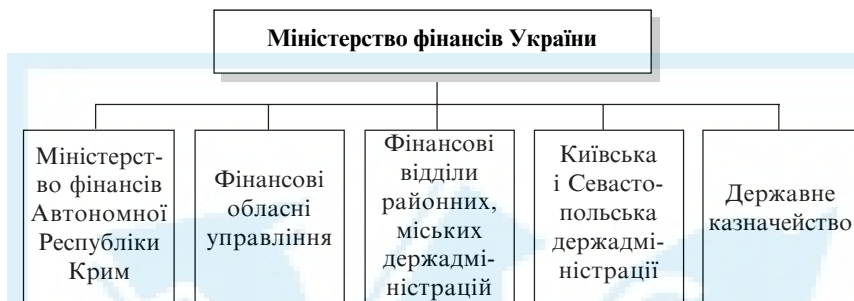 Міністерство фінансів України
Міністерст-
во фінансів
Автономної
Республіки
Крим
Фінансові
обласні
управління
Фінансові
відділи
районних,
міських
держадмі-
ністрацій
Київська
і Севасто-
польська
держадмі-
ністрації
Державне
казначейство